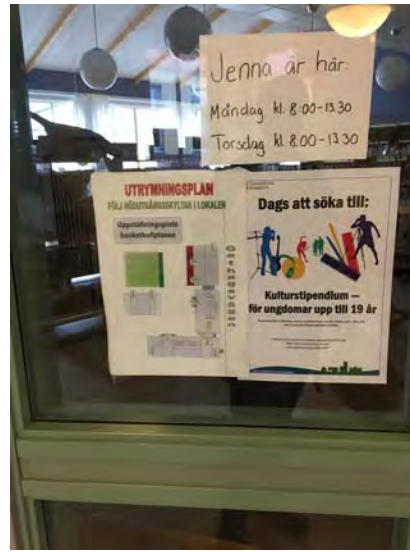 Jenna är här:
Måndag kl. 8:00-13.30
Torsdag kl. 8.00-13 30
UTRYMNINGSPLAN
FÖLJ NÖDUTGÅNGSSKYLTAR I LOKALEN
Uppställningsplats
basketbollplanen
Dags att söka till:
Kulturstipendium –
för ungdomar upp till 19 år